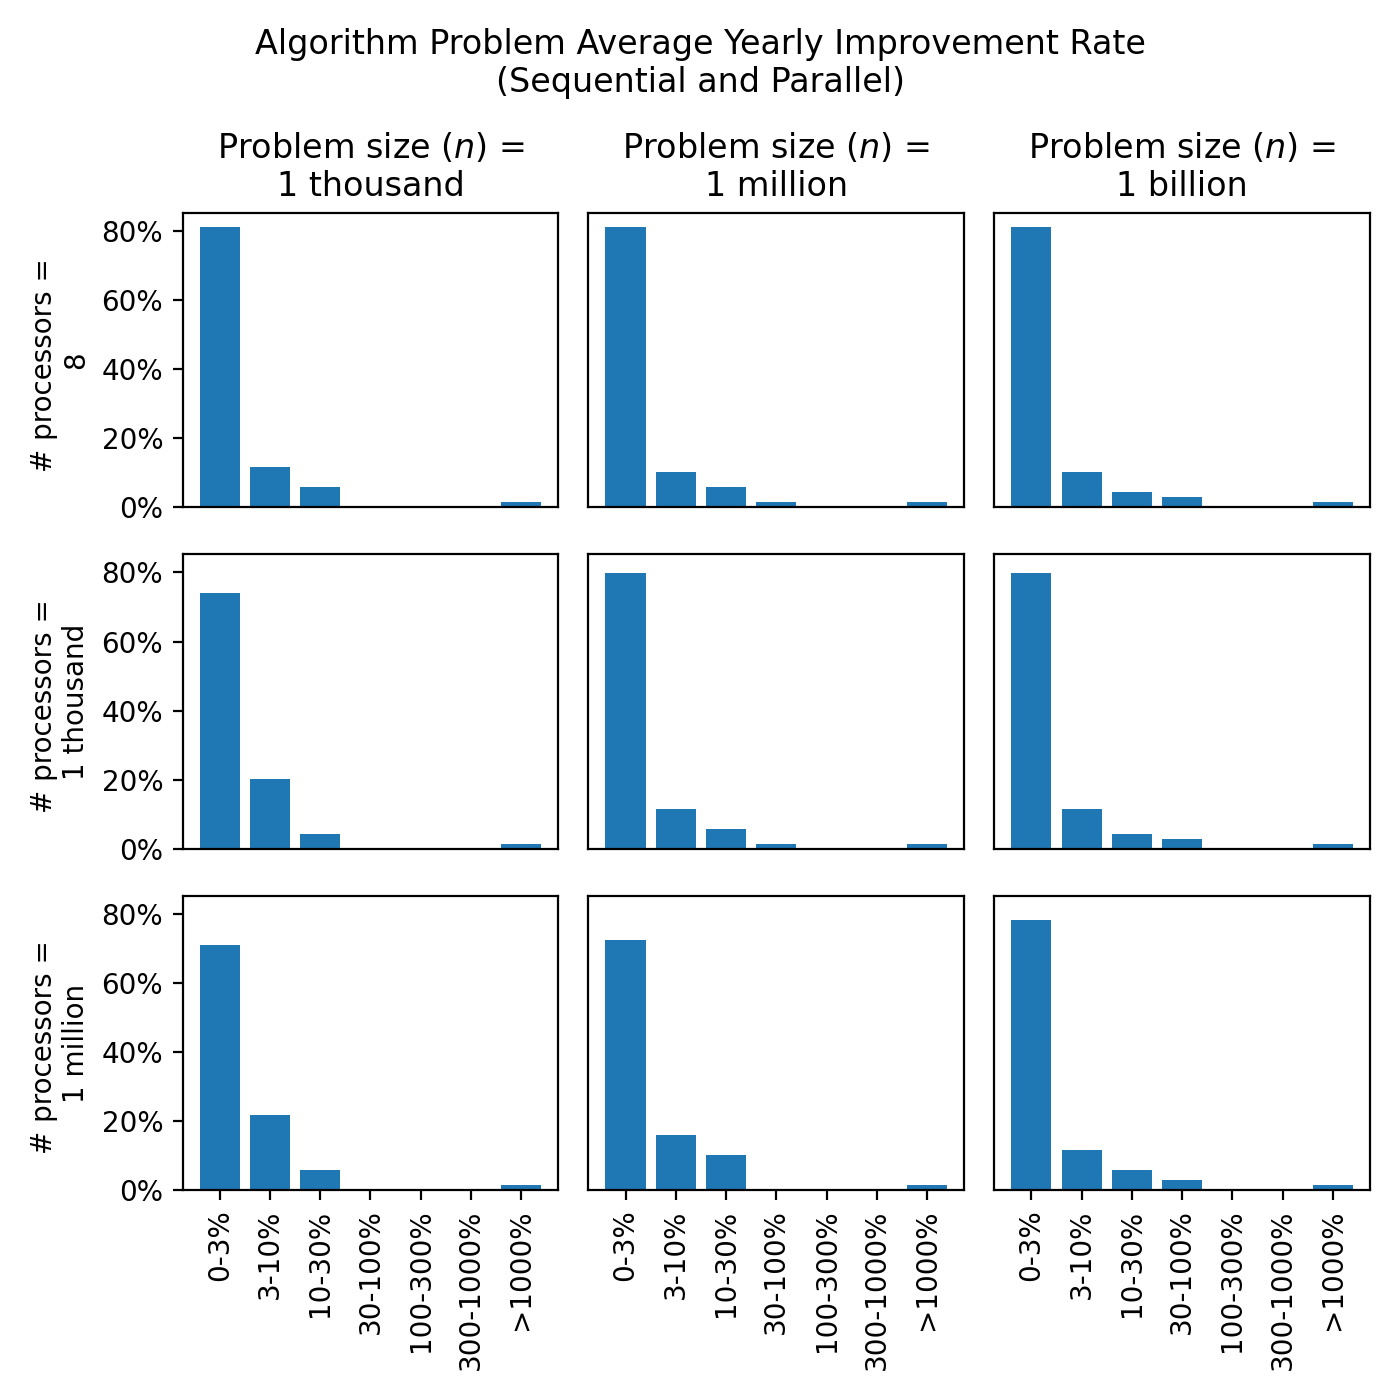 Algorithm Problem Average Yearly Improvement Rate
(Sequential and Parallel)
Problem size (n) =
1 thousand
Problem size (n) =
1 million
Problem size (n) =
1 billion
# processors =
8
80%
60%
40%
20%
0%
# processors =
1 thousand
80%
60%
40%
20%
0%
# processors =
1 million
80%
60%
40%
20%
0%
0-3%
3-10%
10-30%
30-100%
100-300%
300-1000%
>1000%
0-3%
3-10%
10-30%
30-100%
100-300%
300-1000%
>1000%
0-3%
3-10%
10-30%
30-100%
100-300%
300-1000%
>1000%